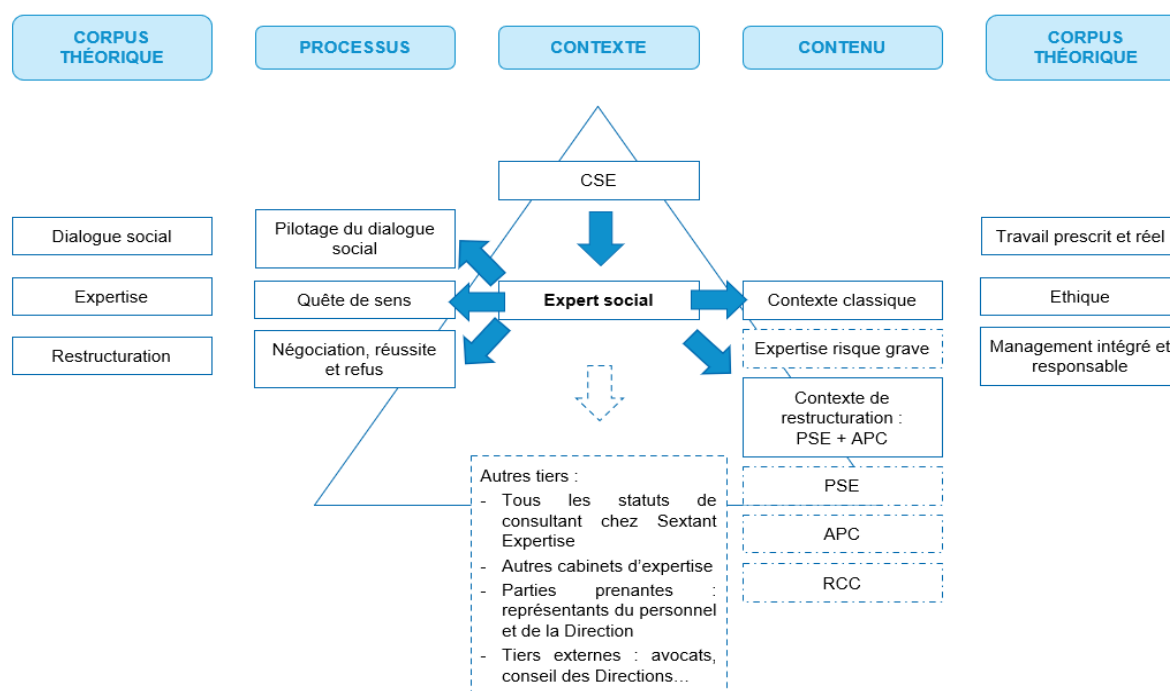 CORPUS
THÉORIQUE
PROCESSUS
CONTEXTE
CONTENU
CORPUS
THÉORIQUE
CSE
Dialogue social
Pilotage du dialogue
social
Travail prescrit et réel
Expertise
Quête de sens
Expert social
Contexte classique
Ethique
Restructuration
Négociation, réussite
et refus
Expertise risque grave
Management intégré et
responsable
Contexte de
restructuration :
PSE + APC
Autres tiers :
- Tous les statuts de
consultant chez Sextant
Expertise
- Autres cabinets d’expertise
- Parties prenantes :
représentants du personnel
et de la Direction
- Tiers externes : avocats,
conseil des Directions…
PSE
APC
RCC